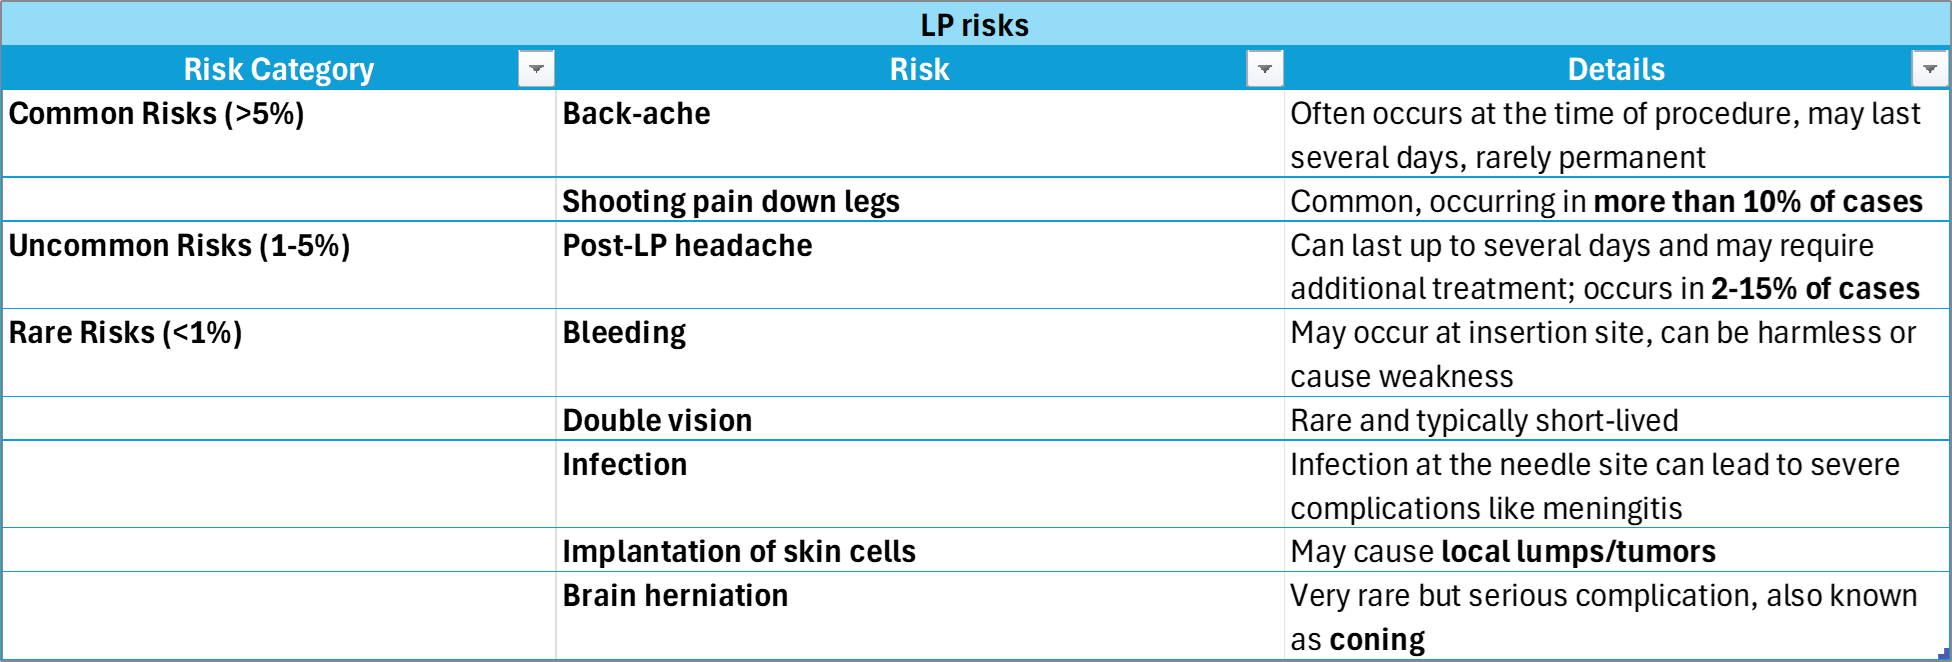 LP risks
Risk Category Risk Details
Common Risks (>5%) Back-ache Often occurs at the time of procedure, may last
several days, rarely permanent
Shooting pain down legs Common, occurring in more than 10% of cases
Uncommon Risks (1-5%) Post-LP headache Can last up to several days and may require
additional treatment; occurs in 2-15% of cases
Rare Risks (<1%) Bleeding May occur at insertion site, can be harmless or
cause weakness
Double vision Rare and typically short-lived
Infection Infection at the needle site can lead to severe
complications like meningitis
Implantation of skin cells May cause local lumps/tumors
Brain herniation Very rare but serious complication, also known
as coning